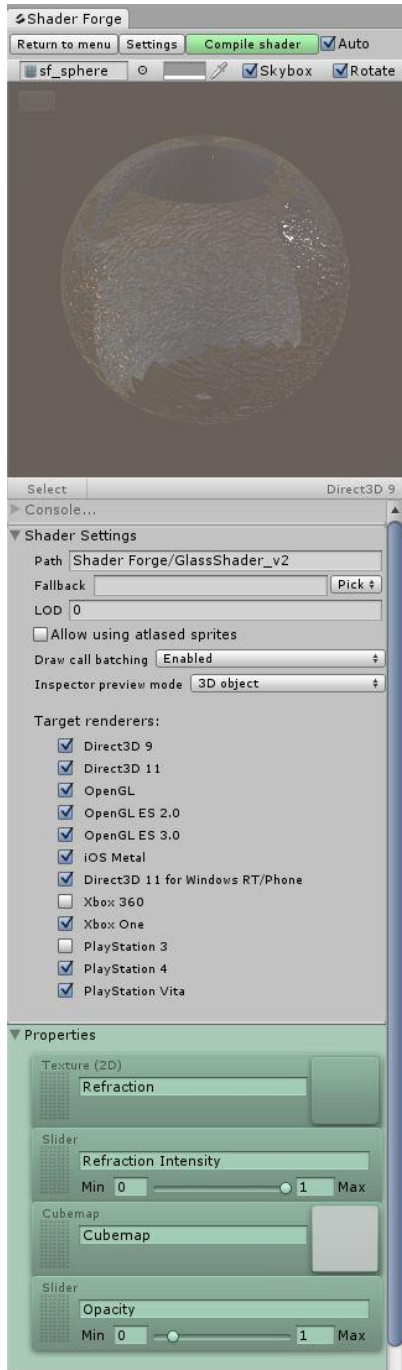 Shader Forge
Return to menu Settings Compile shader Auto
sf_sphere Skybox Rotate
Select Direct3D 9
Console...
Shader Settings
Path Shader Forge/GlassShader_v2
Fallback Pick
LOD 0
Allow using atlased sprites
Draw call batching Enabled
Inspector preview mode 3D object
Target renderers:
Direct3D 9
Direct3D 11
OpenGL
OpenGL ES 2.0
OpenGL ES 3.0
iOS Metal
Direct3D 11 for Windows RT/Phone
Xbox 360
Xbox One
PlayStation 3
PlayStation 4
PlayStation Vita
Properties
Texture (2D)
Refraction
Slider
Refraction Intensity
Min 0 1 Max
Cubemap
Cubemap
Slider
Opacity
Min 0 1 Max